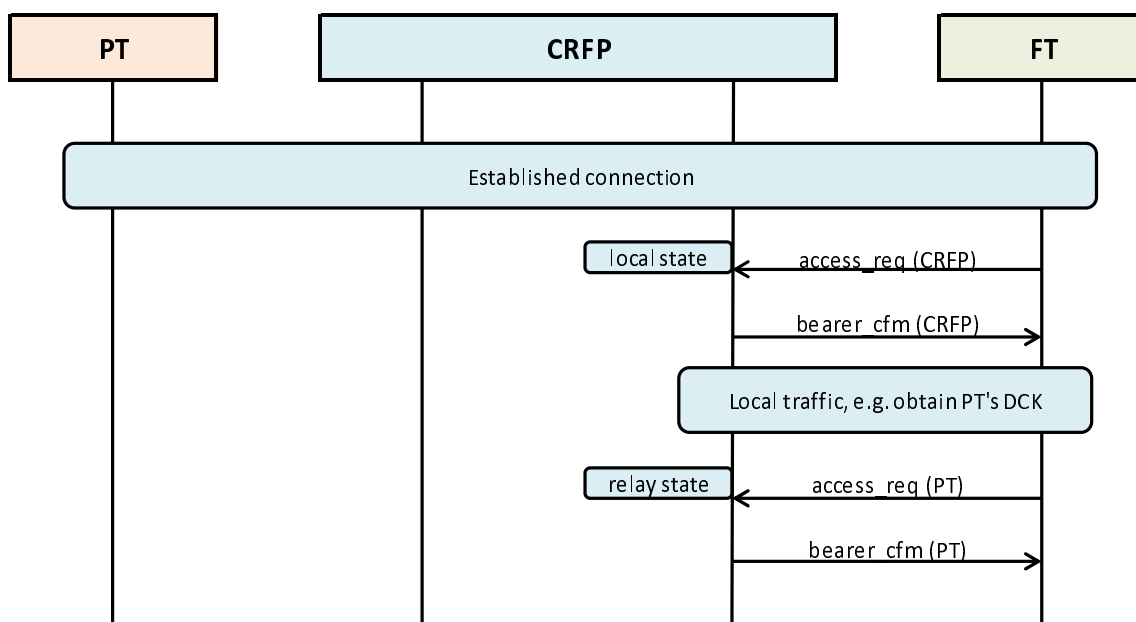 PT
CRFP
FT
Established connection
local state
access_req (CRFP)
bearer_cfm (CRFP)
Local traffic, e.g. obtain PT's DCK
relay state
access_req (PT)
bearer_cfm (PT)